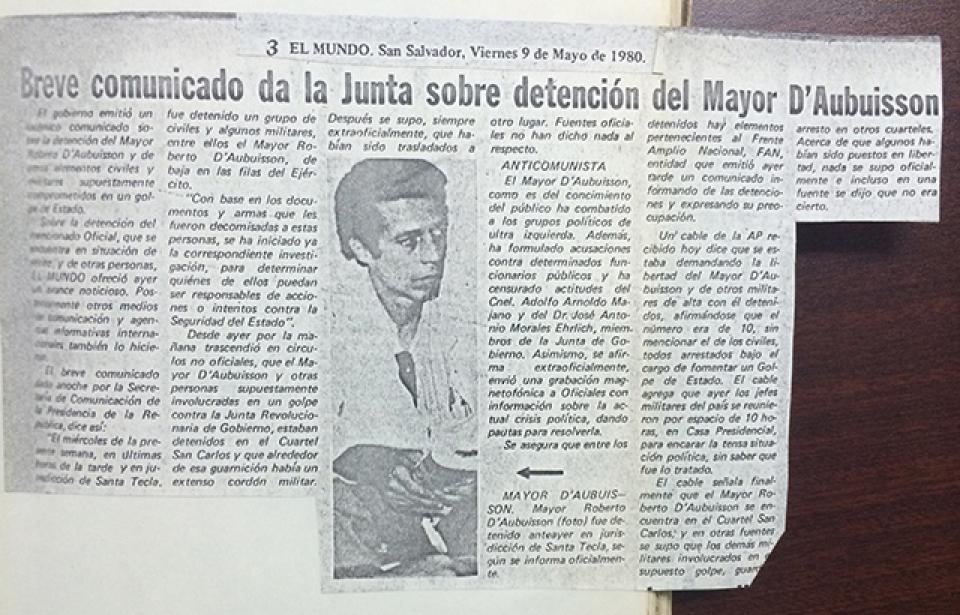 3 EL MUNDO. San Salvador, Viernes 9 de Mayo de 1980.
Breve comunicado da la Junta sobre detención del Mayor D'Aubuisson
El gobierno emitió un
comunicado so-
bre la detención del Mayor
Roberto D'Aubuisson y de
elementos civiles y
militares supuestamente
comprometidos en un gol-
pe de Estado.
Sobre la detención del
mencionado Oficial, que se
encuentra en situación de
y de otras personas,
EL MUNDO ofreció ayer
un avance noticioso. Pos-
teriormente otros medios
de comunicación y agen-
cias informativas interna-
también lo hicie-
El breve comunicado
dado anoche por la Secre-
taría de Comunicación de
la Presidencia de la Re-
pública, dice así:
"El miércoles de la pre-
sente semana, en últimas
horas de la tarde y en ju-
risdicción de Santa Tecla,
fue detenido un grupo de
civiles y algunos militares,
entre ellos el Mayor Ro-
berto D'Aubuisson, de
baja en las filas del Ejér-
cito.
"Con base en los docu-
mentos y armas que les
fueron decomisadas a estas
personas, se ha iniciado ya
la correspondiente investi-
gación, para determinar
quiénes de ellos puedan
ser responsables de accio-
nes o intentos contra la
Seguridad del Estado".
Desde ayer por la ma-
ñana trascendió en círcu-
los no oficiales, que el Ma-
yor D'Aubuisson y otras
personas supuestamente
involucradas en un golpe
contra la Junta Revolucio-
naria de Gobierno, estaban
detenidos en el Cuartel
San Carlos y que alrededor
de esa guarnición había un
extenso cordón militar.
Después se supo, siempre
extraoficialmente, que ha-
bían sido trasladados a
otro lugar. Fuentes oficia-
les no han dicho nada al
respecto.
ANTICOMUNISTA
El Mayor D'Aubuisson,
como es del concimiento
del público ha combatido
a los grupos políticos de
ultra izquierda. Además,
ha formulado acusaciones
contra determinados fun-
cionarios públicos y ha
censurado actitudes del
Cnel. Adolfo Arnoldo Ma-
jano y del Dr. José Anto-
nio Morales Ehrlich, miem-
bros de la Junta de Go-
bierno. Asimismo, se afir-
ma extraoficialmente,
envió una grabación mag-
netofónica a Oficiales con
información sobre la ac-
tual crisis política, dando
pautas para resolverla.
Se asegura que entre los
MAYOR D'AUBUIS-
SON. Mayor Roberto
D'Aubuisson (foto) fue de-
tenido anteayer en juris-
dicción de Santa Tecla, se-
gún se informa oficialmen-
te.
detenidos hay elementos
pertenecientes al Frente
Amplio Nacional, FAN,
entidad que emitió ayer
tarde un comunicado in-
formando de las detencio-
nes y expresando su preo-
cupación.
Un cable de la AP re-
cibido hoy dice que se es-
taba demandando la li-
bertad del Mayor D'Au-
buisson y de otros milita-
res de alta con él deteni-
dos, afirmándose que el
número era de 10, sin
mencionar el de los civiles,
todos arrestados bajo el
cargo de fomentar un Gol-
pe de Estado. El cable
agrega que ayer los jefes
militares del país se reunie-
ron por espacio de 10 ho-
ras, en Casa Presidencial,
para encarar la tensa situa-
ción política, sin saber que
fue lo tratado.
El cable señala final-
mente que el Mayor Ro-
berto D'Aubuisson se en-
cuentra en el Cuartel San
Carlos, y en otras fuentes
se supo que los demás mi-
litares involucrados en
supuesto golpe, guar
arresto en otros cuarteles.
Acerca de que algunos ha-
bían sido puestos en liber-
tad, nada se supo oficial-
mente e incluso en una
fuente se dijo que no era
cierto.